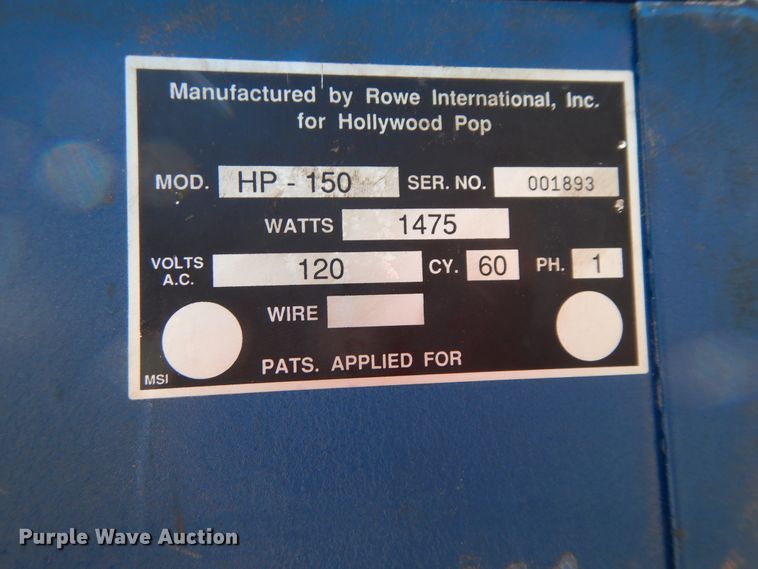 Manufactured by Rowe International, Inc.
for Hollywood Pop
MOD. HP - 150 SER. NO. 001893
WATTS 1475
VOLTS A.C. 120 CY. 60 PH. 1
WIRE
PATS. APPLIED FOR
MSI
Purple Wave Auction